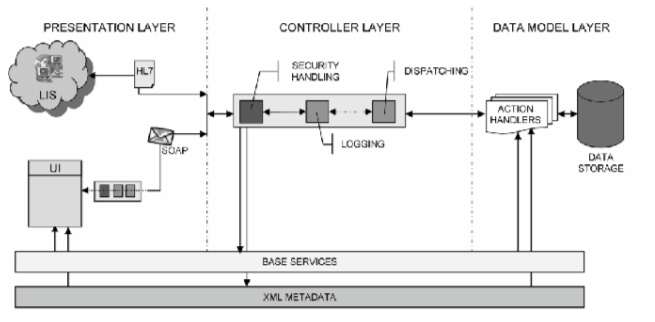 PRESENTATION LAYER
CONTROLLER LAYER
DATA MODEL LAYER
LIS
HL7
SECURITY
HANDLING
DISPATCHING
LOGGING
ACTION
HANDLERS
DATA
STORAGE
SOAP
UI
BASE SERVICES
XML METADATA